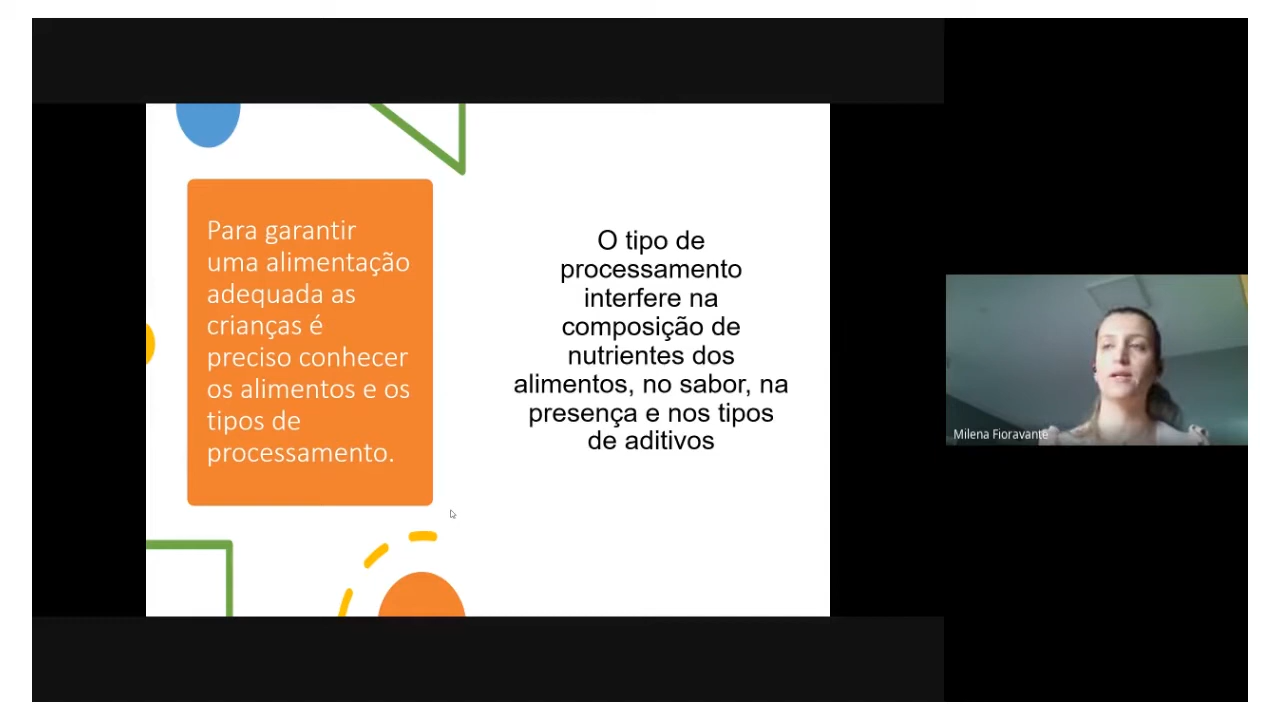 Para garantir
uma alimentação
adequada as
crianças é
preciso conhecer
os alimentos e os
tipos de
processamento.
O tipo de
processamento
interfere na
composição de
nutrientes dos
alimentos, no sabor, na
presença e nos tipos
de aditivos
Milena Fioravante